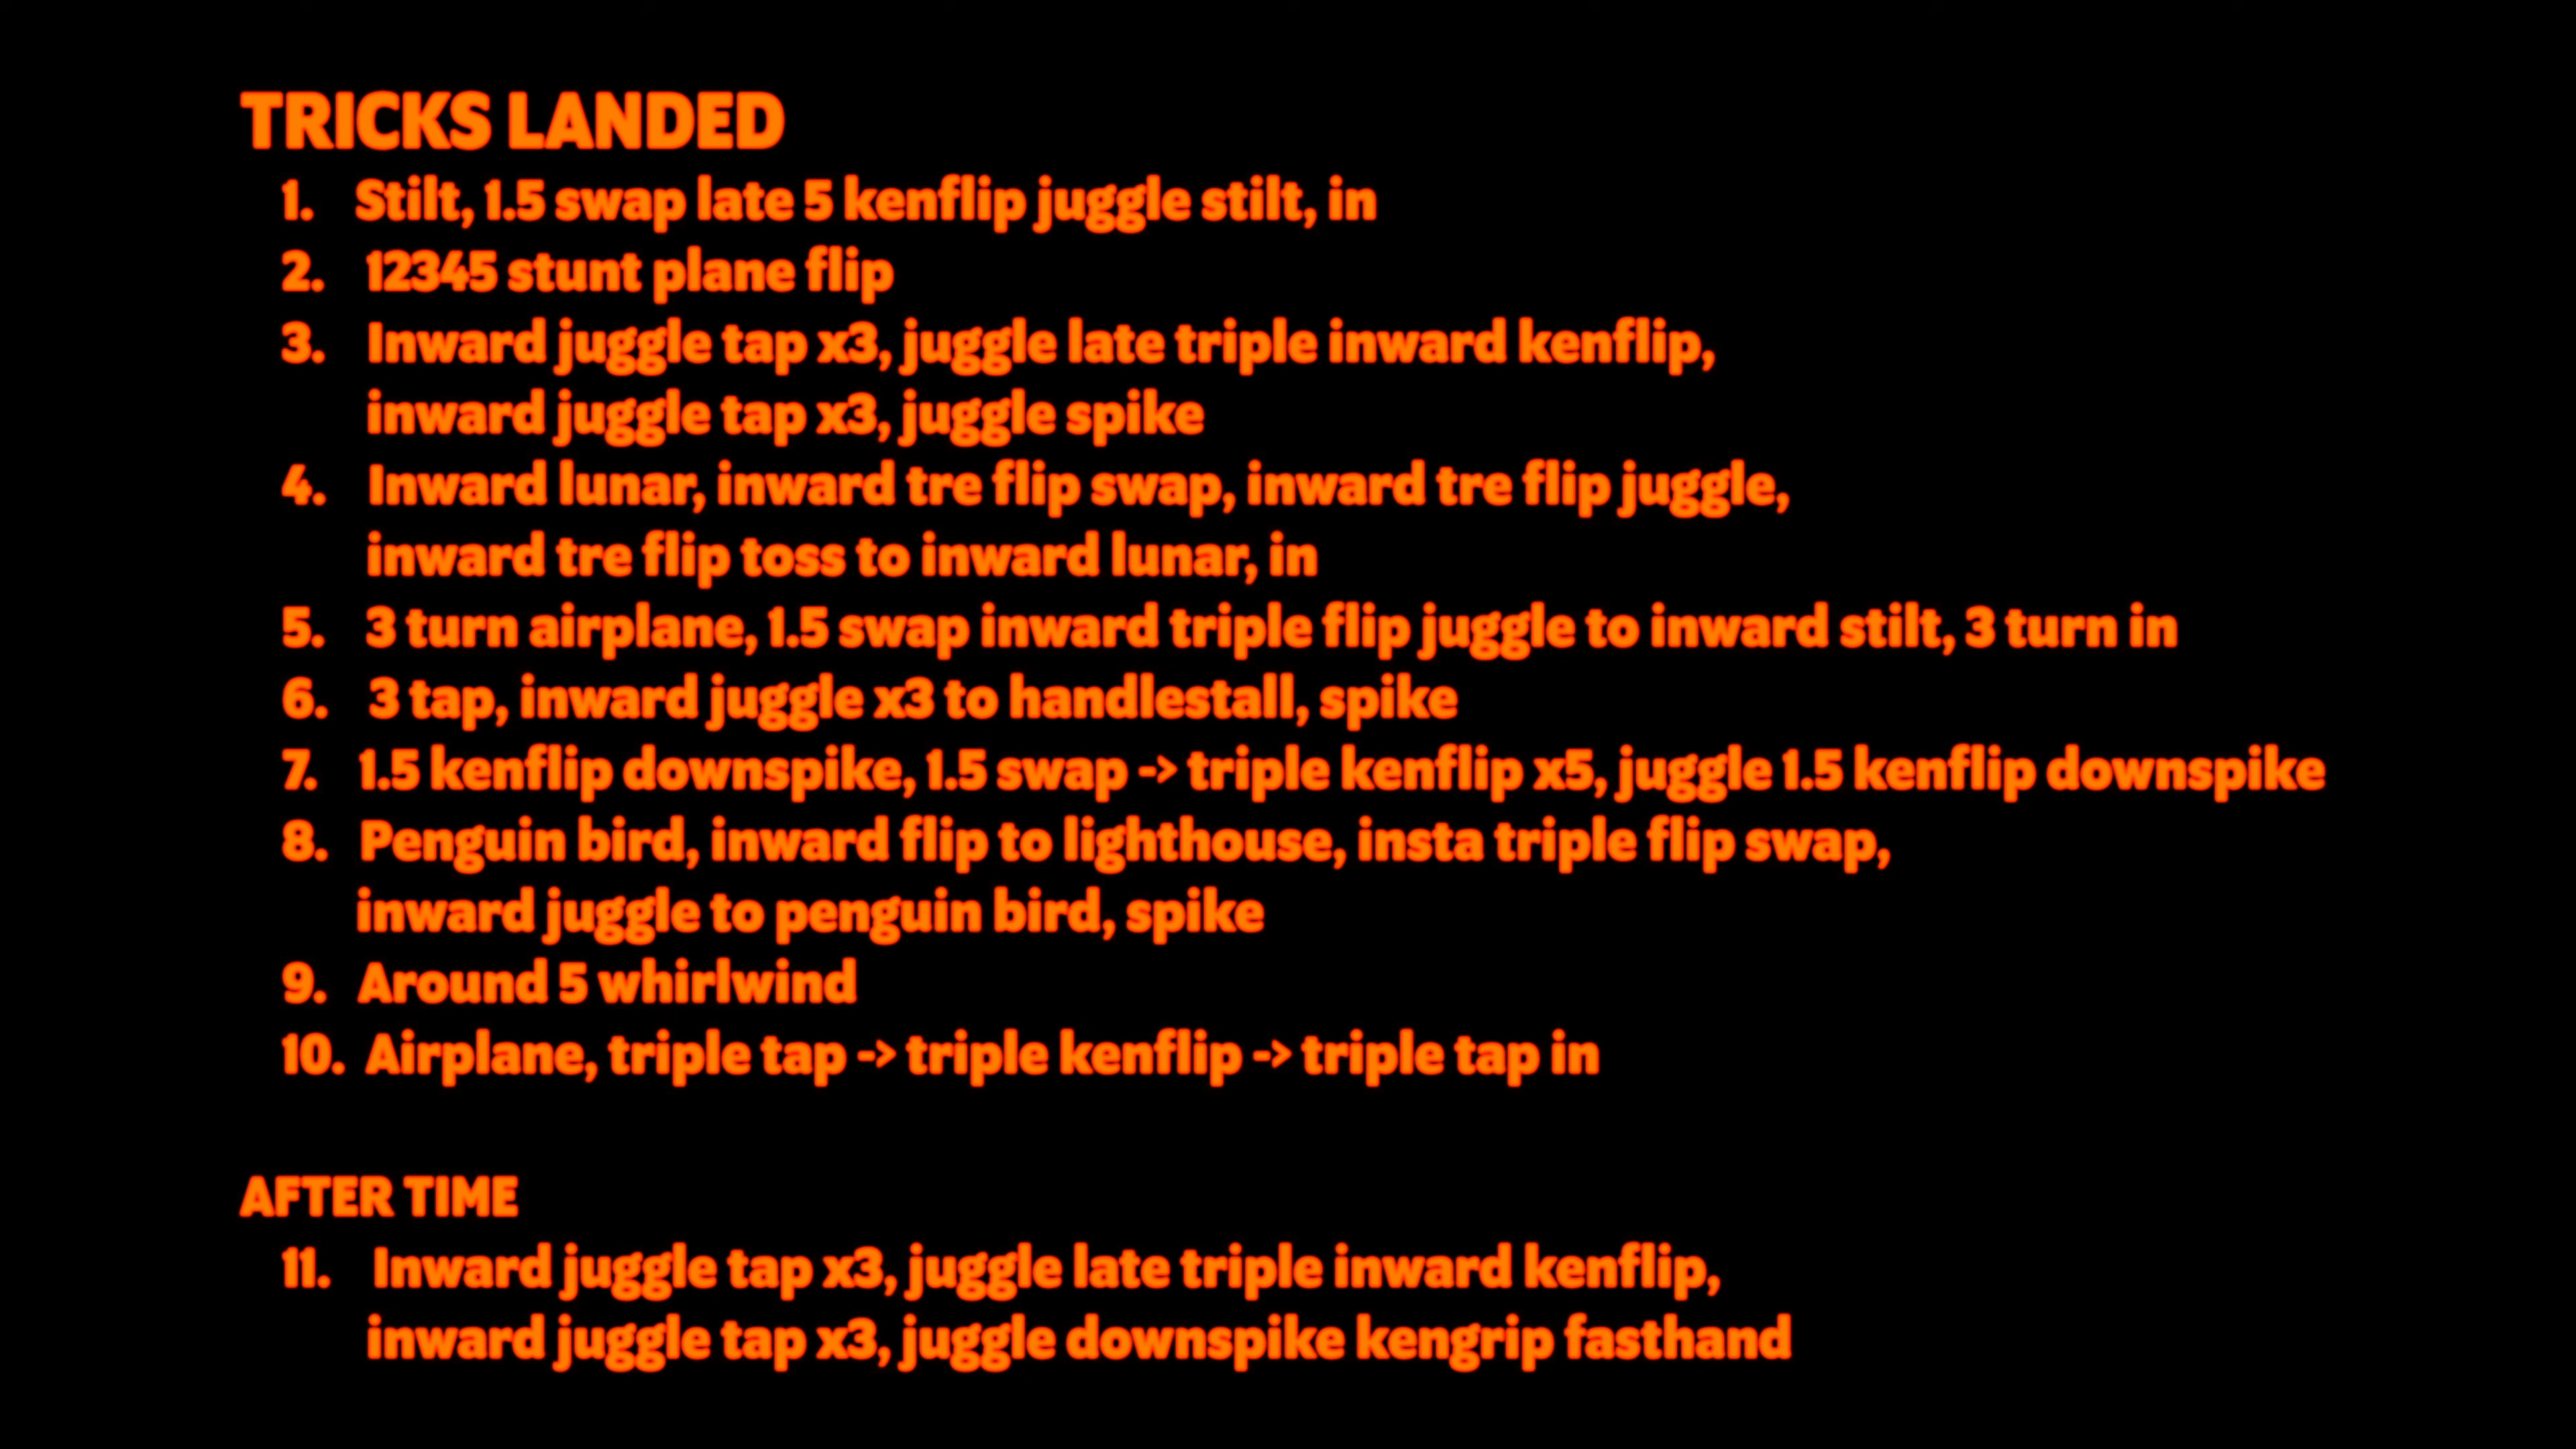 TRICKS LANDED
1. Stilt, 1.5 swap late 5 kenflip juggle stilt, in
2. 12345 stunt plane flip
3. Inward juggle tap x3, juggle late triple inward kenflip,
inward juggle tap x3, juggle spike
4. Inward lunar, inward tre flip swap, inward tre flip juggle,
inward tre flip toss to inward lunar, in
5. 3 turn airplane, 1.5 swap inward triple flip juggle to inward stilt, 3 turn in
6. 3 tap, inward juggle x3 to handlestall, spike
7. 1.5 kenflip downspike, 1.5 swap -> triple kenflip x5, juggle 1.5 kenflip downspike
8. Penguin bird, inward flip to lighthouse, insta triple flip swap,
inward juggle to penguin bird, spike
9. Around 5 whirlwind
10. Airplane, triple tap -> triple kenflip -> triple tap in
AFTER TIME
11. Inward juggle tap x3, juggle late triple inward kenflip,
inward juggle tap x3, juggle downspike kengrip fasthand